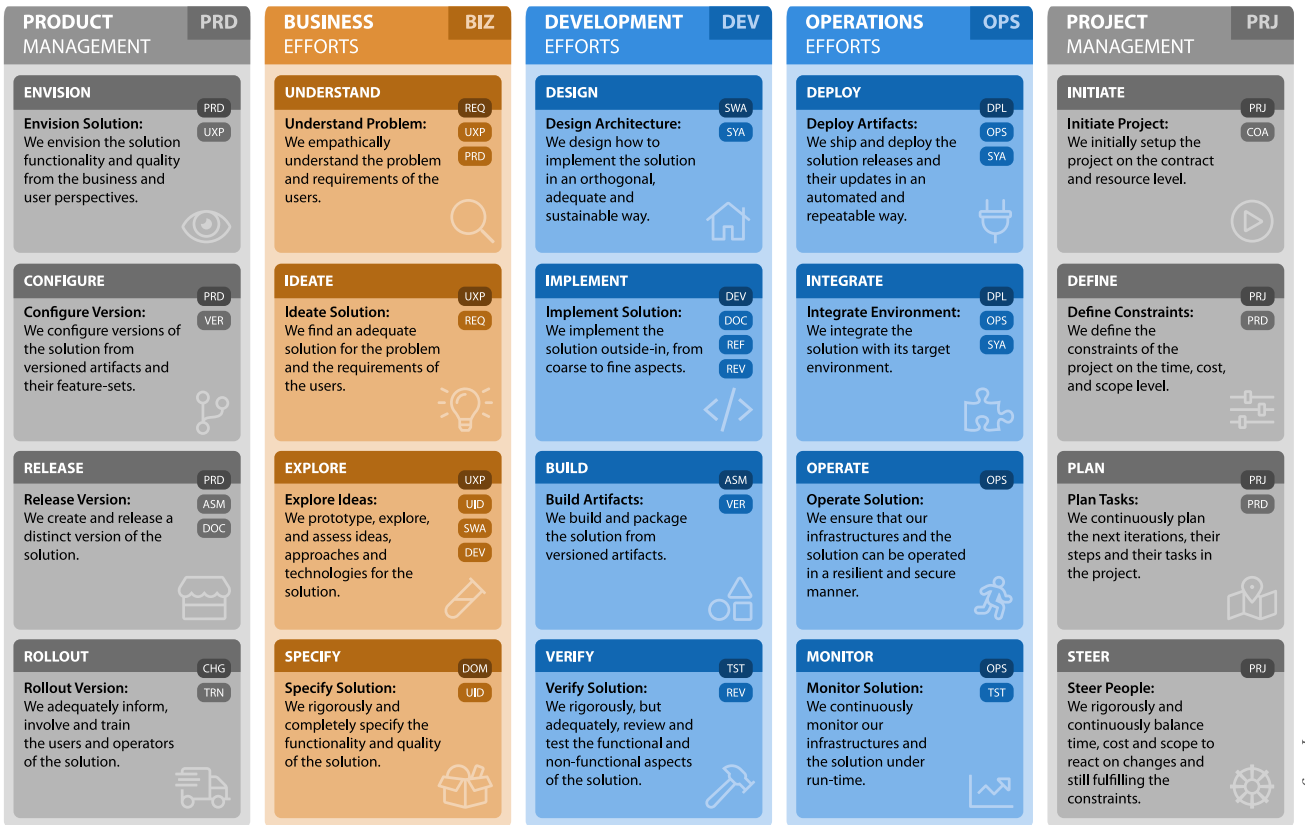 PRODUCT
MANAGEMENT
PRD
ENVISION
PRD
UXP
Envision Solution:
We envision the solution
functionality and quality
from the business and
user perspectives.
CONFIGURE
PRD
VER
Configure Version:
We configure versions of
the solution from
versioned artifacts and
their feature-sets.
RELEASE
PRD
ASM
DOC
Release Version:
We create and release a
distinct version of the
solution.
ROLLOUT
CHG
TRN
Rollout Version:
We adequately inform,
involve and train
the users and operators
of the solution.
BUSINESS
EFFORTS
BIZ
UNDERSTAND
REQ
UXP
PRD
Understand Problem:
We empathically
understand the problem
and requirements of the
users.
IDEATE
UXP
REQ
Ideate Solution:
We find an adequate
solution for the problem
and the requirements of
the users.
EXPLORE
UXP
UID
SWA
DEV
Explore Ideas:
We prototype, explore,
and assess ideas,
approaches and
technologies for the
solution.
SPECIFY
DOM
UID
Specify Solution:
We rigorously and
completely specify the
functionality and quality
of the solution.
DEVELOPMENT
EFFORTS
DEV
DESIGN
SWA
SYA
Design Architecture:
We design how to
implement the solution
in an orthogonal,
adequate and
sustainable way.
IMPLEMENT
DEV
DOC
REF
REV
Implement Solution:
We implement the
solution outside-in, from
coarse to fine aspects.
BUILD
ASM
VER
Build Artifacts:
We build and package
the solution from
versioned artifacts.
VERIFY
TST
REV
Verify Solution:
We rigorously, but
adequately, review and
test the functional and
non-functional aspects
of the solution.
OPERATIONS
EFFORTS
OPS
DEPLOY
DPL
OPS
SYA
Deploy Artifacts:
We ship and deploy the
solution releases and
their updates in an
automated and
repeatable way.
INTEGRATE
DPL
OPS
SYA
Integrate Environment:
We integrate the
solution with its target
environment.
OPERATE
OPS
Operate Solution:
We ensure that our
infrastructures and the
solution can be operated
in a resilient and secure
manner.
MONITOR
OPS
TST
Monitor Solution:
We continuously
monitor our
infrastructures and
the solution under
run-time.
PROJECT
MANAGEMENT
PRJ
INITIATE
PRJ
COA
Initiate Project:
We initially setup the
project on the contract
and resource level.
DEFINE
PRJ
PRD
Define Constraints:
We define the
constraints of the
project on the time, cost,
and scope level.
PLAN
PRJ
PRD
Plan Tasks:
We continuously plan
the next iterations, their
steps and their tasks in
the project.
STEER
PRJ
Steer People:
We rigorously and
continuously balance
time, cost and scope to
react on changes and
still fulfilling the
constraints.